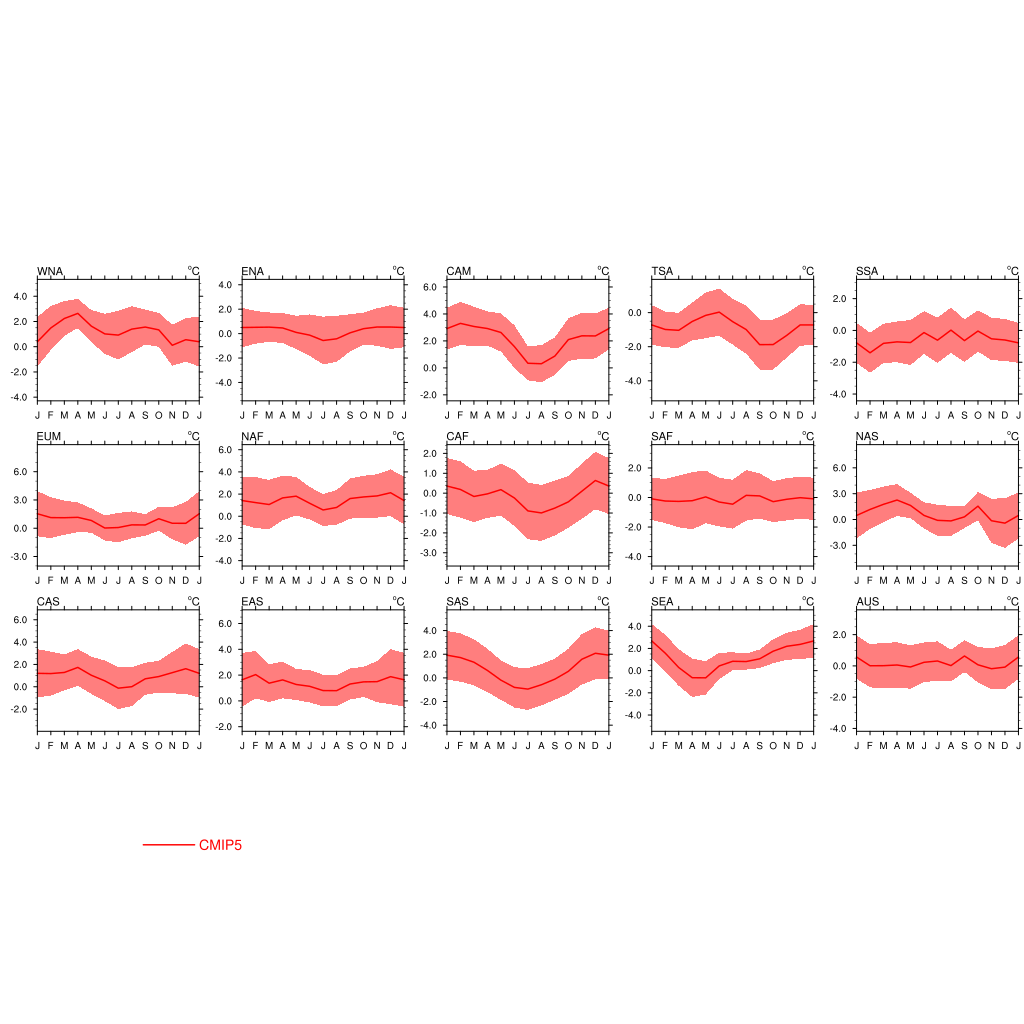 WNA °C ENA °C CAM °C TSA °C SSA °C
4.0 2.0 0.0 -2.0 -4.0
4.0 2.0 0.0 -2.0 -4.0
6.0 4.0 2.0 0.0 -2.0
0.0 -2.0 -4.0
2.0 0.0 -2.0 -4.0
J F M A M J J A S O N D J
J F M A M J J A S O N D J
J F M A M J J A S O N D J
J F M A M J J A S O N D J
J F M A M J J A S O N D J
EUM °C NAF °C CAF °C SAF °C NAS °C
6.0 3.0 0.0 -3.0
6.0 4.0 2.0 0.0 -2.0 -4.0
2.0 1.0 0.0 -1.0 -2.0 -3.0
2.0 0.0 -2.0 -4.0
6.0 3.0 0.0 -3.0
J F M A M J J A S O N D J
J F M A M J J A S O N D J
J F M A M J J A S O N D J
J F M A M J J A S O N D J
J F M A M J J A S O N D J
CAS °C EAS °C SAS °C SEA °C AUS °C
6.0 4.0 2.0 0.0 -2.0
6.0 4.0 2.0 0.0 -2.0
4.0 2.0 0.0 -2.0 -4.0
4.0 2.0 0.0 -2.0 -4.0
2.0 0.0 -2.0 -4.0
J F M A M J J A S O N D J
J F M A M J J A S O N D J
J F M A M J J A S O N D J
J F M A M J J A S O N D J
J F M A M J J A S O N D J
CMIP5